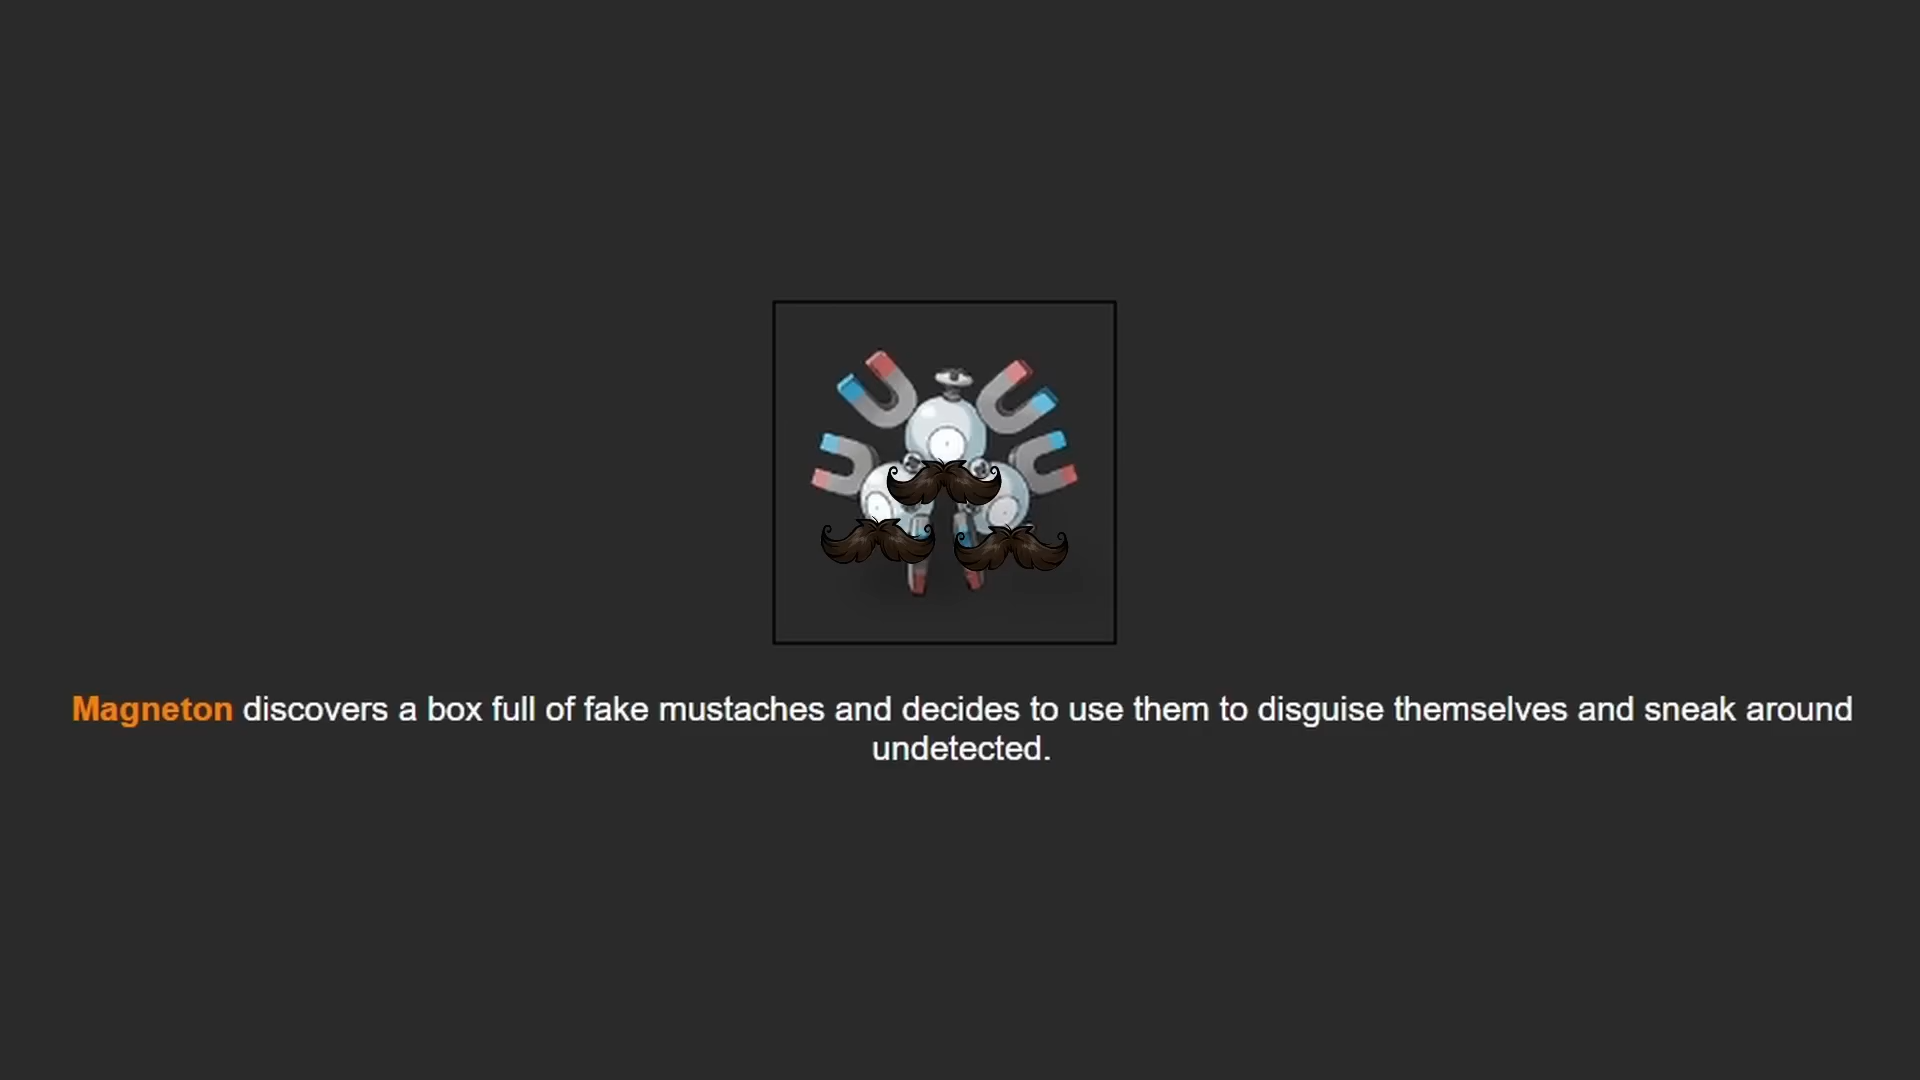 Magneton discovers a box full of fake mustaches and decides to use them to disguise themselves and sneak around
undetected.